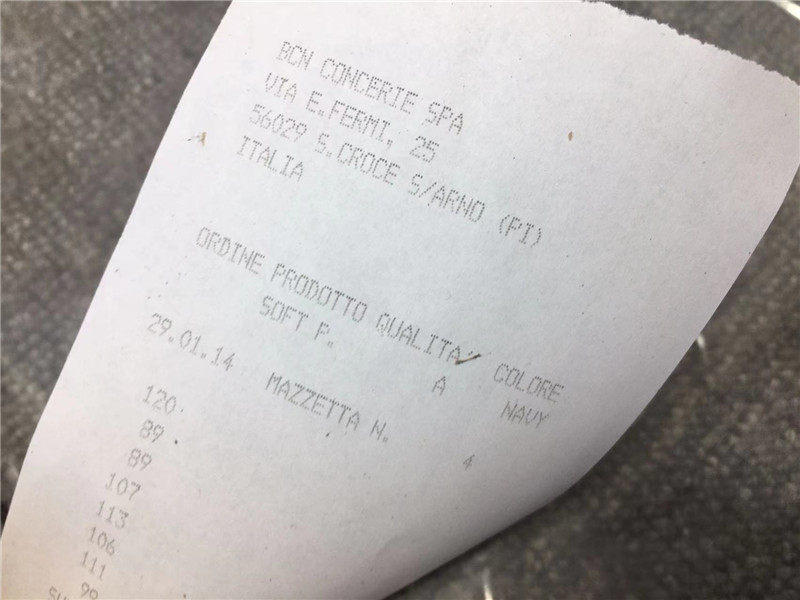 BCN CONCERIE SPA
VIA E.FERMI, 25
56029 S.CROCE S/ARNO (PI)
ITALIA
ORDINE PRODOTTO QUALITA' COLORE
SOFT P. A NAVY
29.01.14 MAZZETTA N. 4
120
89
89
107
113
106
111
99